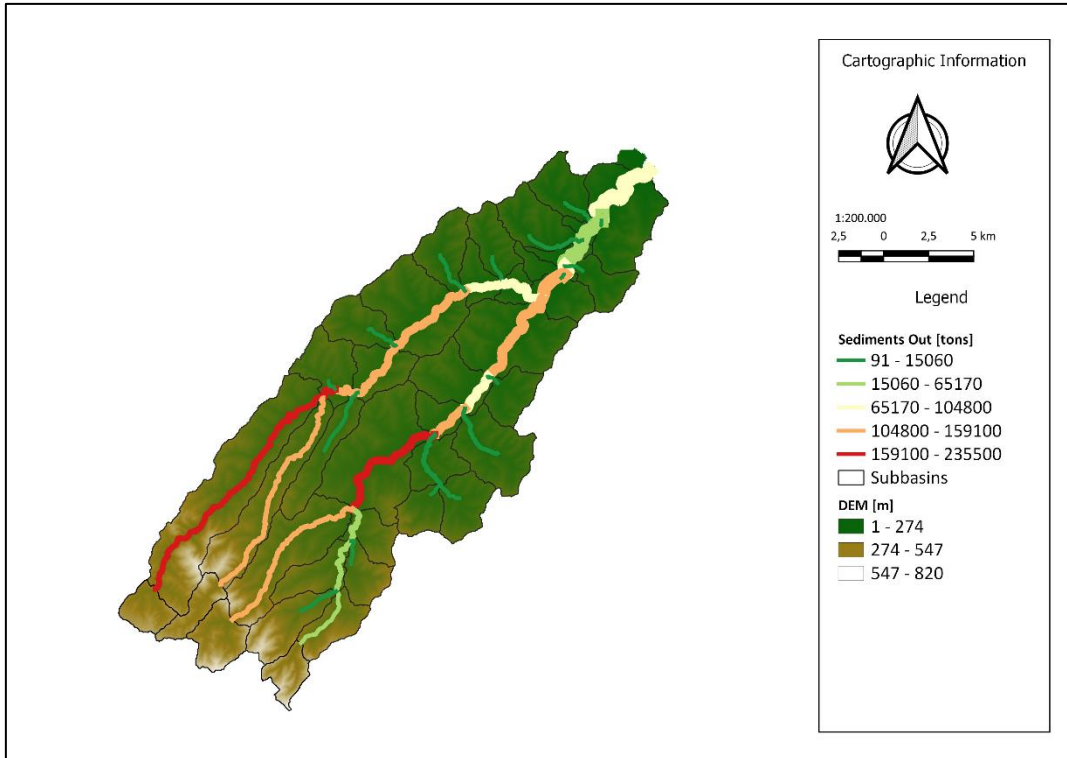 Cartographic Information
1:200.000
2,5 0 2,5 5 km
Legend
Sediments Out [tons]
91 - 15060
15060 - 65170
65170 - 104800
104800 - 159100
159100 - 235500
Subbasins
DEM [m]
1 - 274
274 - 547
547 - 820